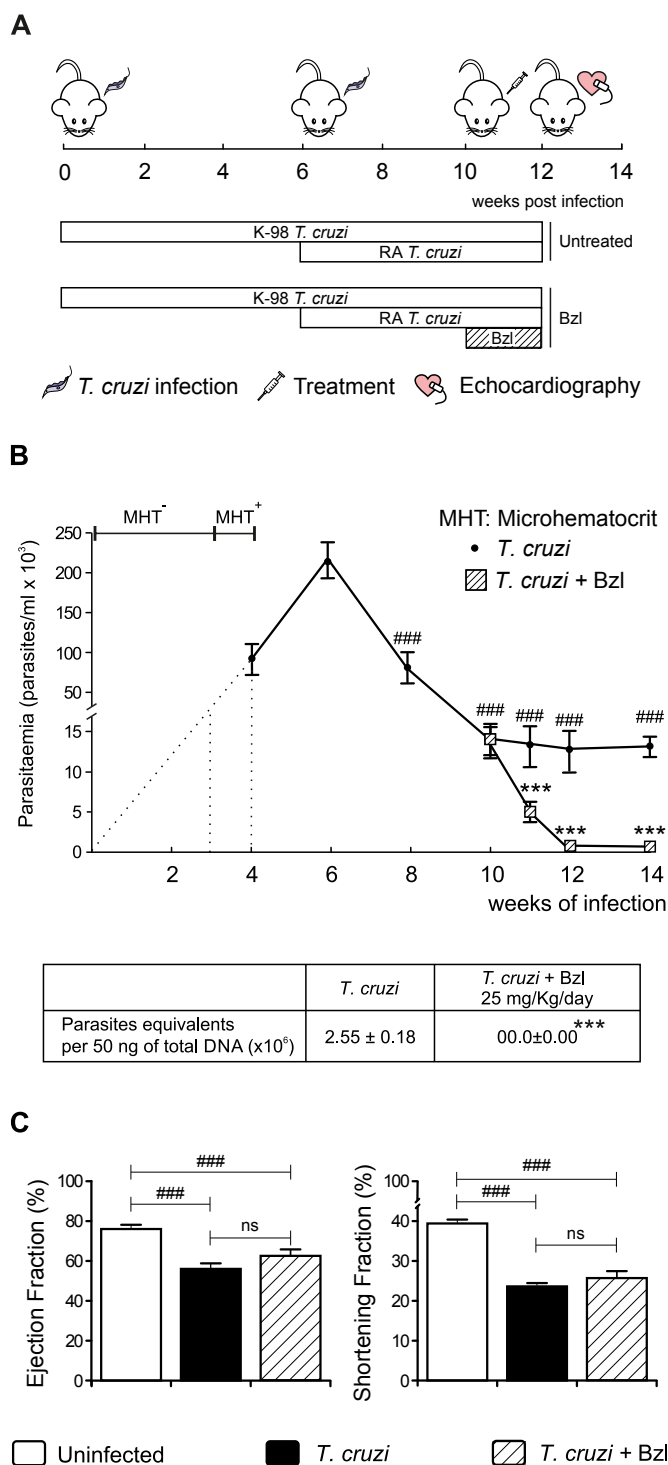 A
0 2 4 6 8 10 12 14
weeks post infection
K-98 T. cruzi
RA T. cruzi
Untreated
K-98 T. cruzi
RA T. cruzi
Bzl
Bzl
T. cruzi infection
Treatment
Echocardiography
B
MHT-
MHT+
MHT: Microhematocrit
T. cruzi
T. cruzi + Bzl
Parasitaemia (parasites/ml x 10³)
250
200
150
100
50
15
10
5
0
###
### ### ### ###
***
*** ***
2 4 6 8 10 12 14
weeks of infection
T. cruzi
T. cruzi + Bzl
25 mg/Kg/day
Parasites equivalents
per 50 ng of total DNA (x10⁶)
2.55 ± 0.18
00.0±0.00***
C
Ejection Fraction (%)
100
80
60
40
20
0
###
###
ns
Shortening Fraction (%)
100
40
30
20
10
0
###
###
ns
Uninfected
T. cruzi
T. cruzi + Bzl